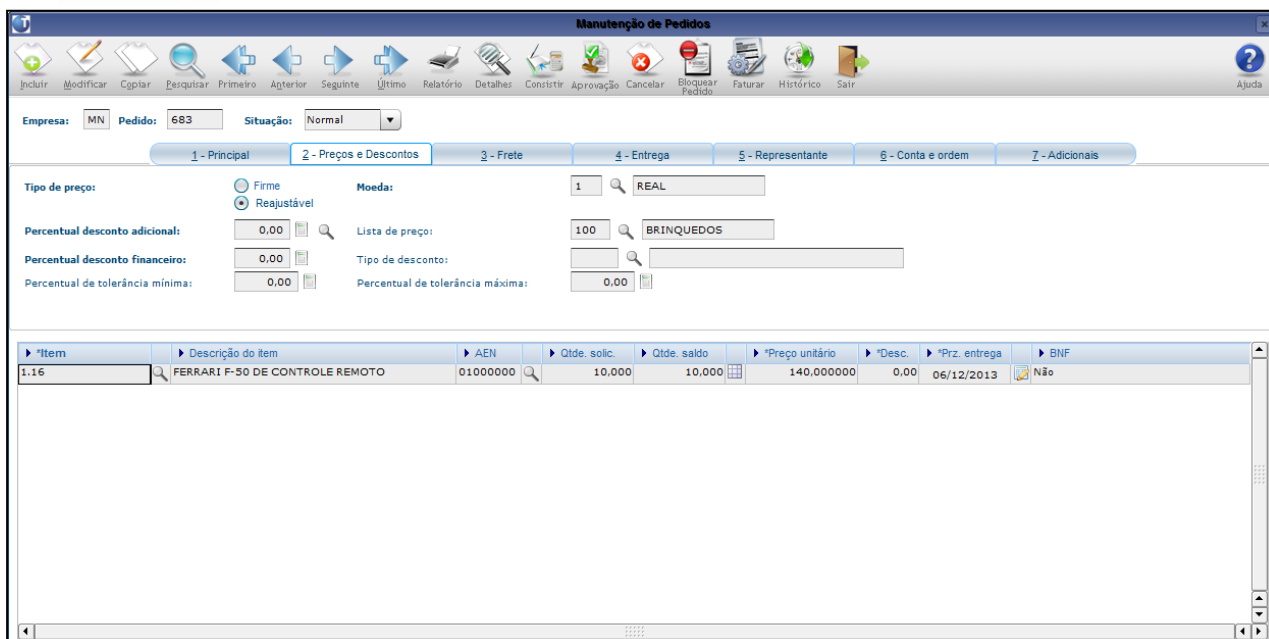 Manutenção de Pedidos
Incluir Modificar Copiar Pesquisar Primeiro Anterior Seguinte Último Relatório Detalhes Consistir Aprovação Cancelar Bloquear Pedido Faturar Histórico Sair Ajuda
Empresa: MN Pedido: 683 Situação: Normal
1 - Principal 2 - Preços e Descontos 3 - Frete 4 - Entrega 5 - Representante 6 - Conta e ordem 7 - Adicionais
Tipo de preço: Firme Moeda: 1 REAL
Reajustável
Percentual desconto adicional: 0,00 Lista de preço: 100 BRINQUEDOS
Percentual desconto financeiro: 0,00 Tipo de desconto:
Percentual de tolerância mínima: 0,00 Percentual de tolerância máxima: 0,00
*Item Descrição do item AEN Qtde. solic. Qtde. saldo *Preço unitário *Desc. *Prz. entrega BNF
1.16 FERRARI F-50 DE CONTROLE REMOTO 01000000 10,000 10,000 140,000000 0,00 06/12/2013 Não